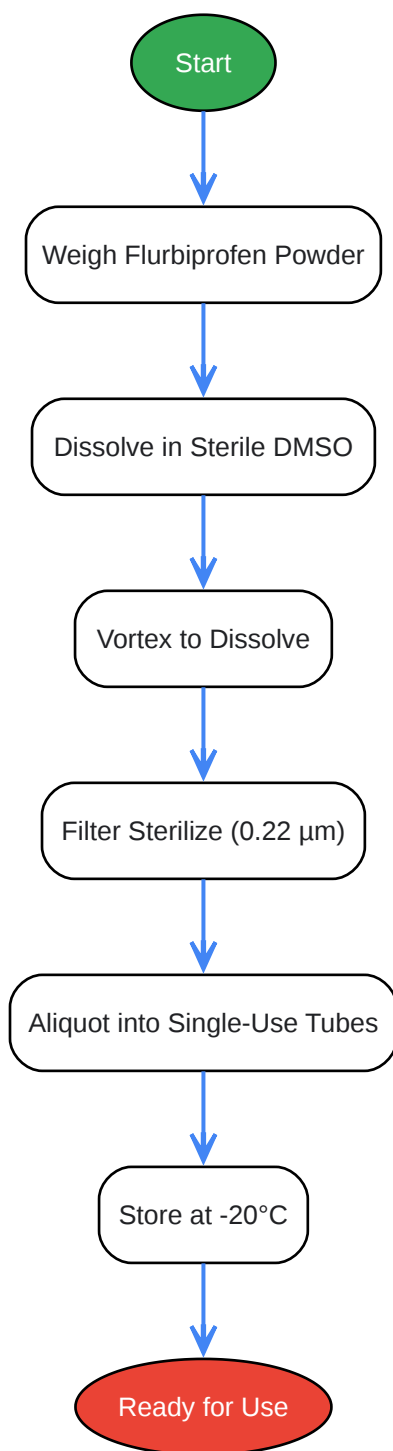 Start
Weigh Flurbiprofen Powder
Dissolve in Sterile DMSO
Vortex to Dissolve
Filter Sterilize (0.22 µm)
Aliquot into Single-Use Tubes
Store at -20°C
Ready for Use